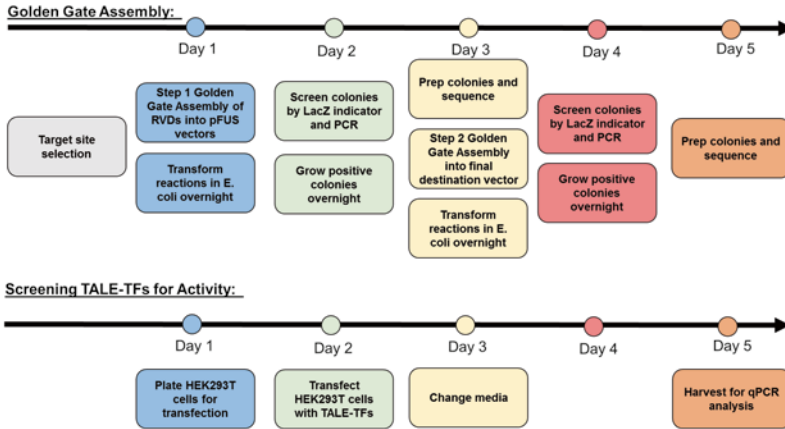 Golden Gate Assembly:
Day 1
Day 2
Day 3
Day 4
Day 5
Target site
selection
Step 1 Golden
Gate Assembly of
RVDs into pFUS
vectors
Transform
reactions in E.
coli overnight
Screen colonies
by LacZ indicator
and PCR
Grow positive
colonies
overnight
Prep colonies and
sequence
Step 2 Golden
Gate Assembly
into final
destination vector
Transform
reactions in E.
coli overnight
Screen colonies
by LacZ indicator
and PCR
Grow positive
colonies
overnight
Prep colonies and
sequence
Screening TALE-TFs for Activity:
Day 1
Day 2
Day 3
Day 4
Day 5
Plate HEK293T
cells for
transfection
Transfect
HEK293T cells
with TALE-TFs
Change media
Harvest for qPCR
analysis